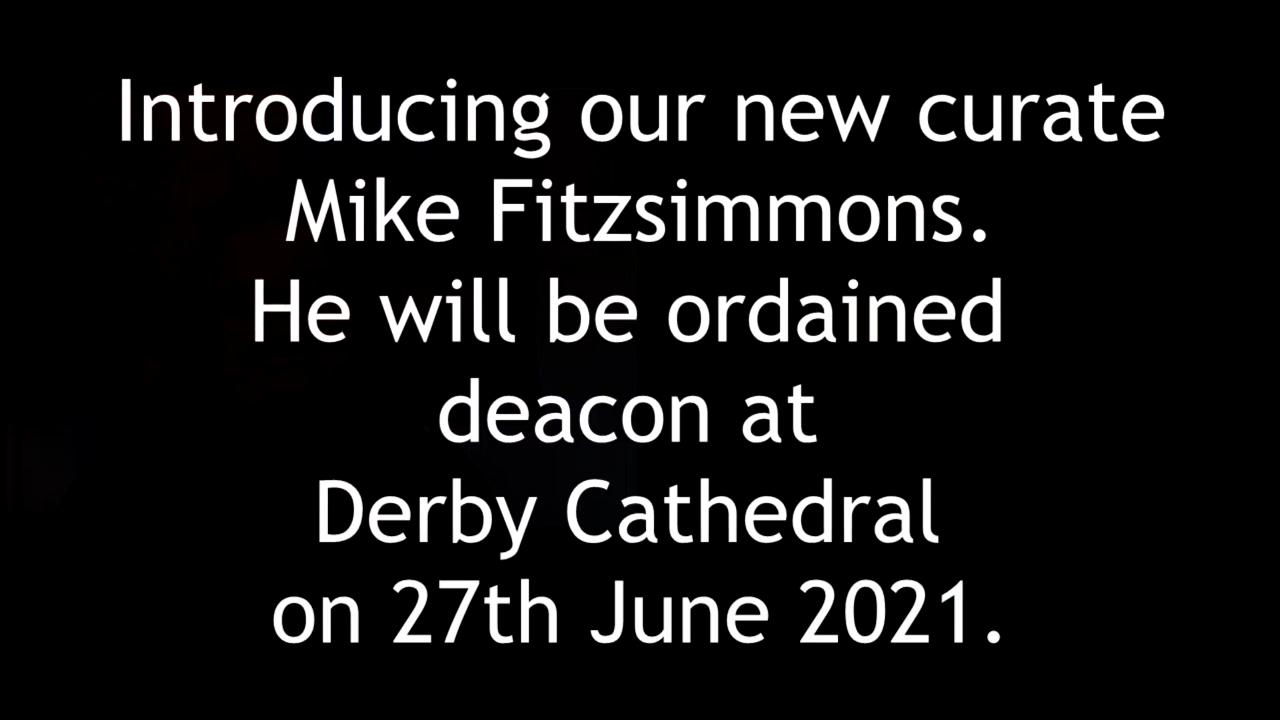 Introducing our new curate
Mike Fitzsimmons.
He will be ordained
deacon at
Derby Cathedral
on 27th June 2021.